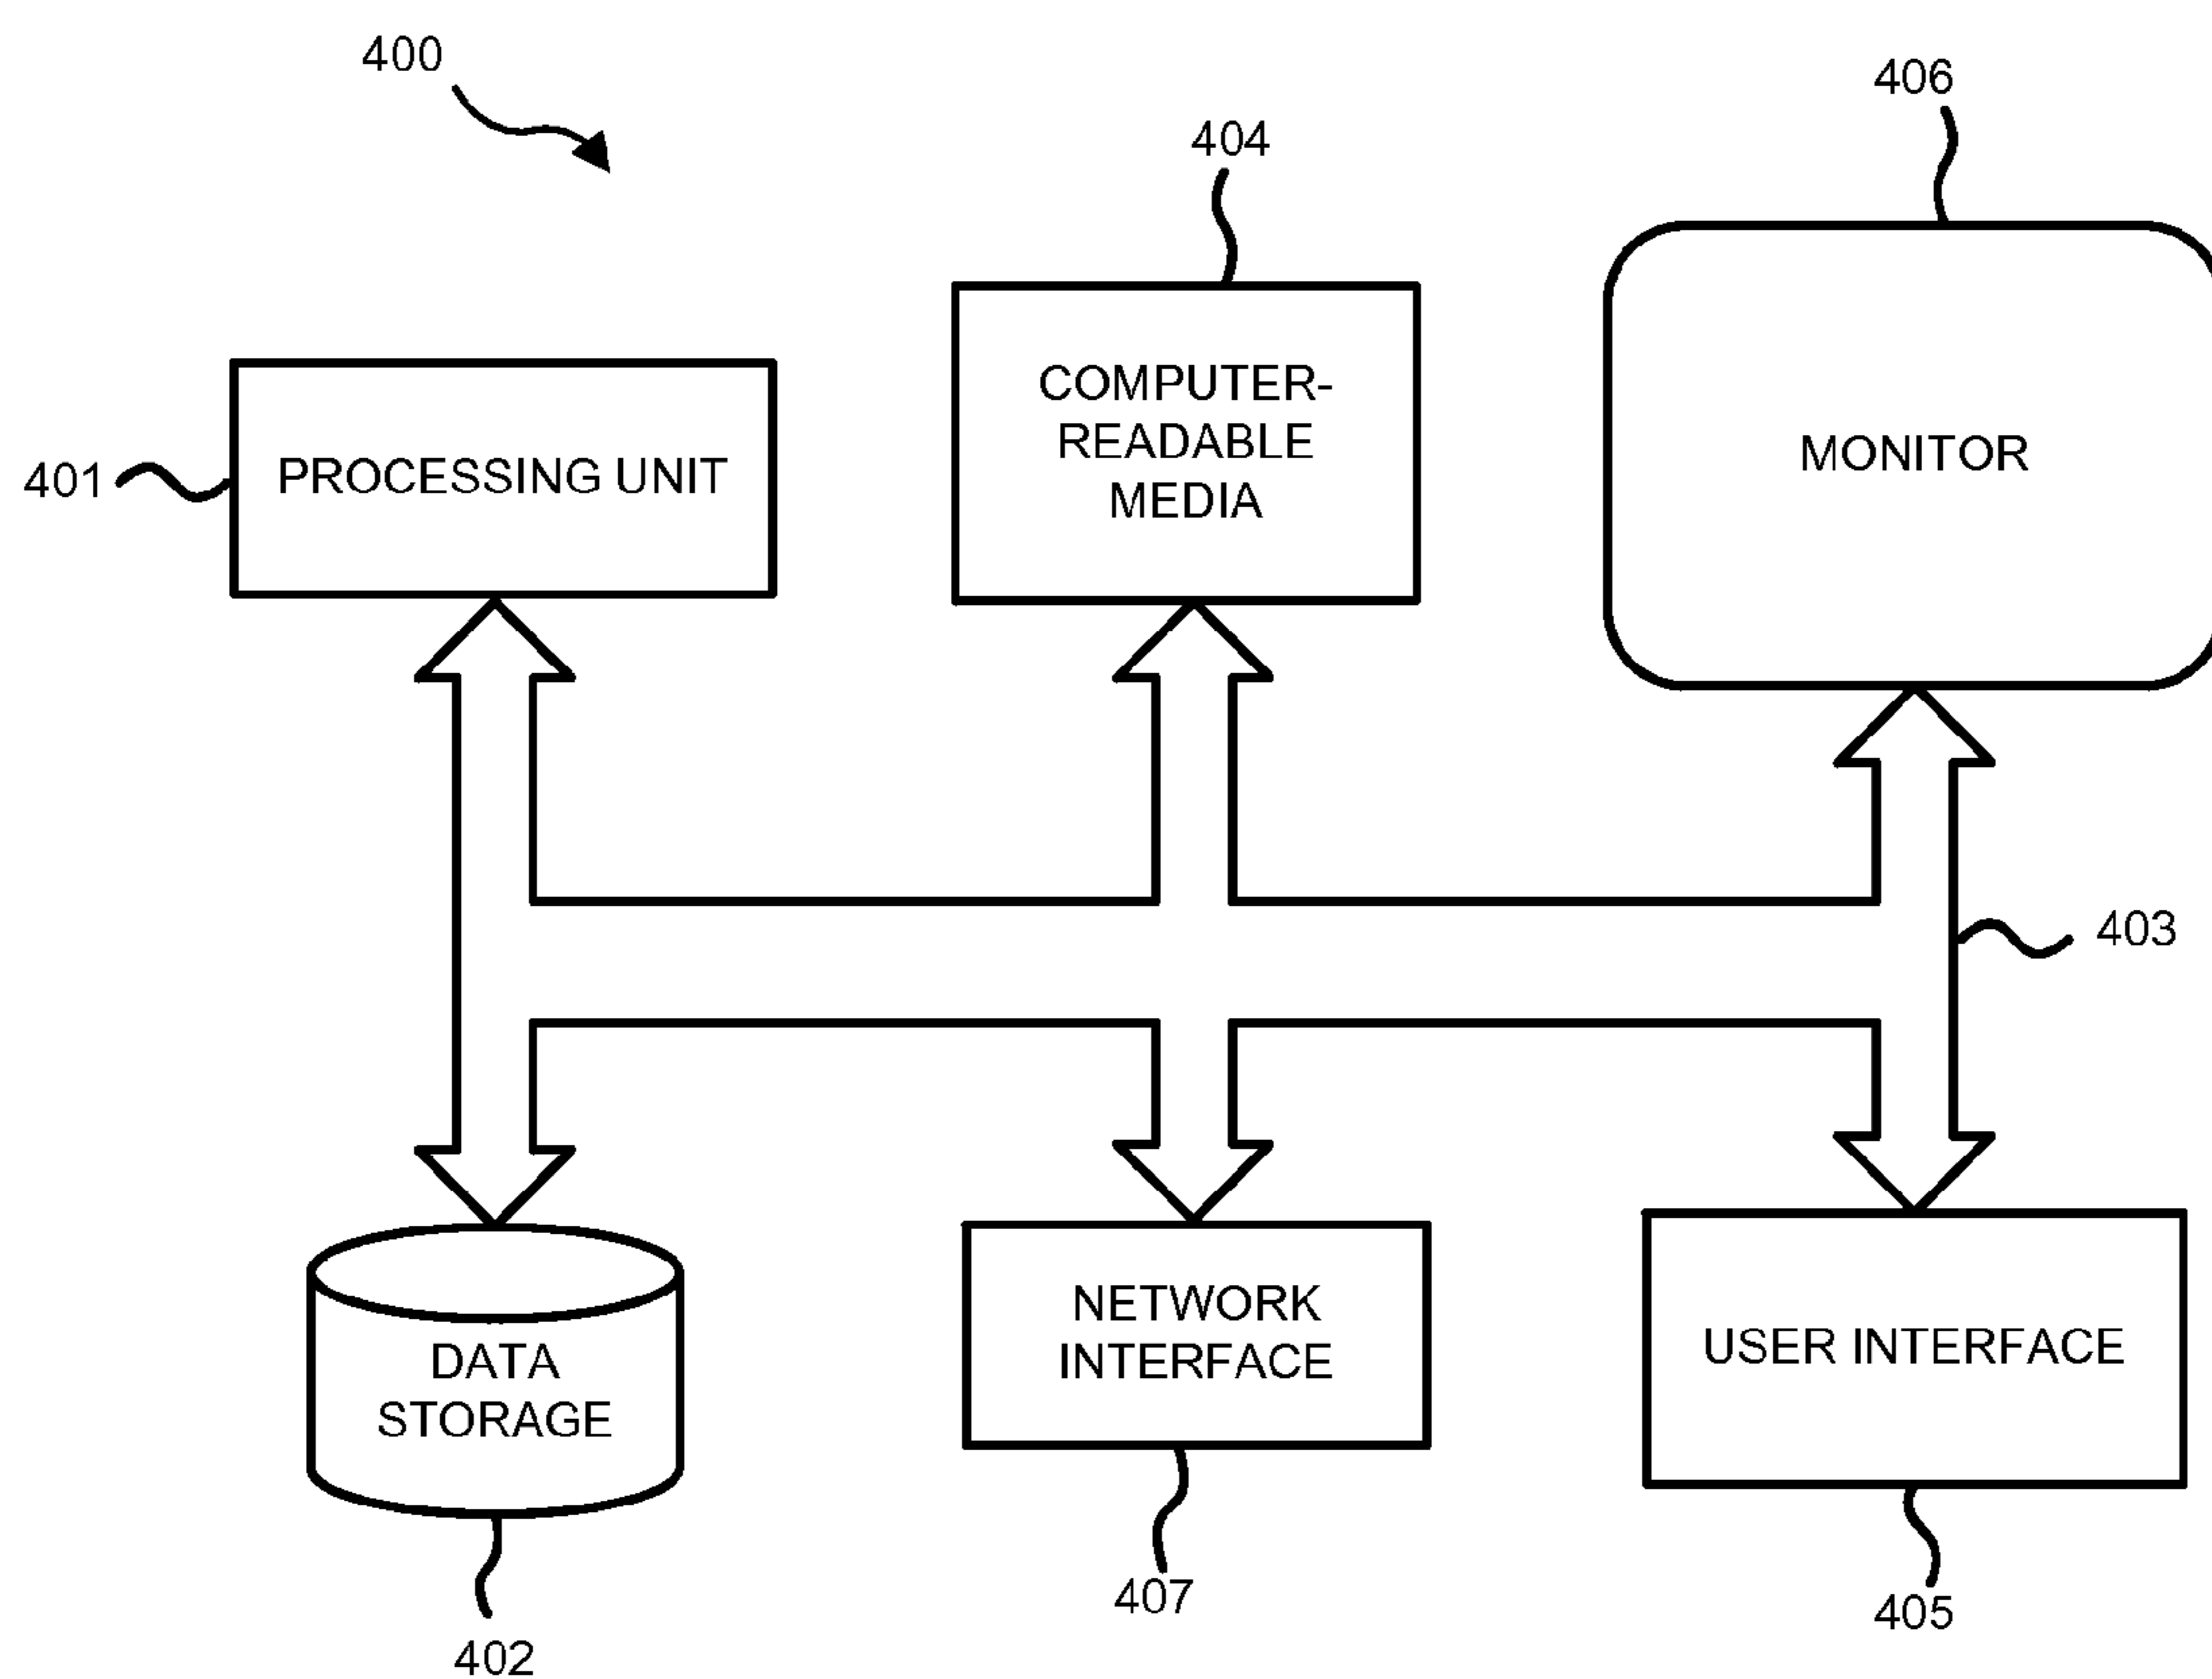 400
406
404
COMPUTER-
READABLE
MEDIA
MONITOR
401
PROCESSING UNIT
403
NETWORK
INTERFACE
USER INTERFACE
DATA
STORAGE
407
405
402